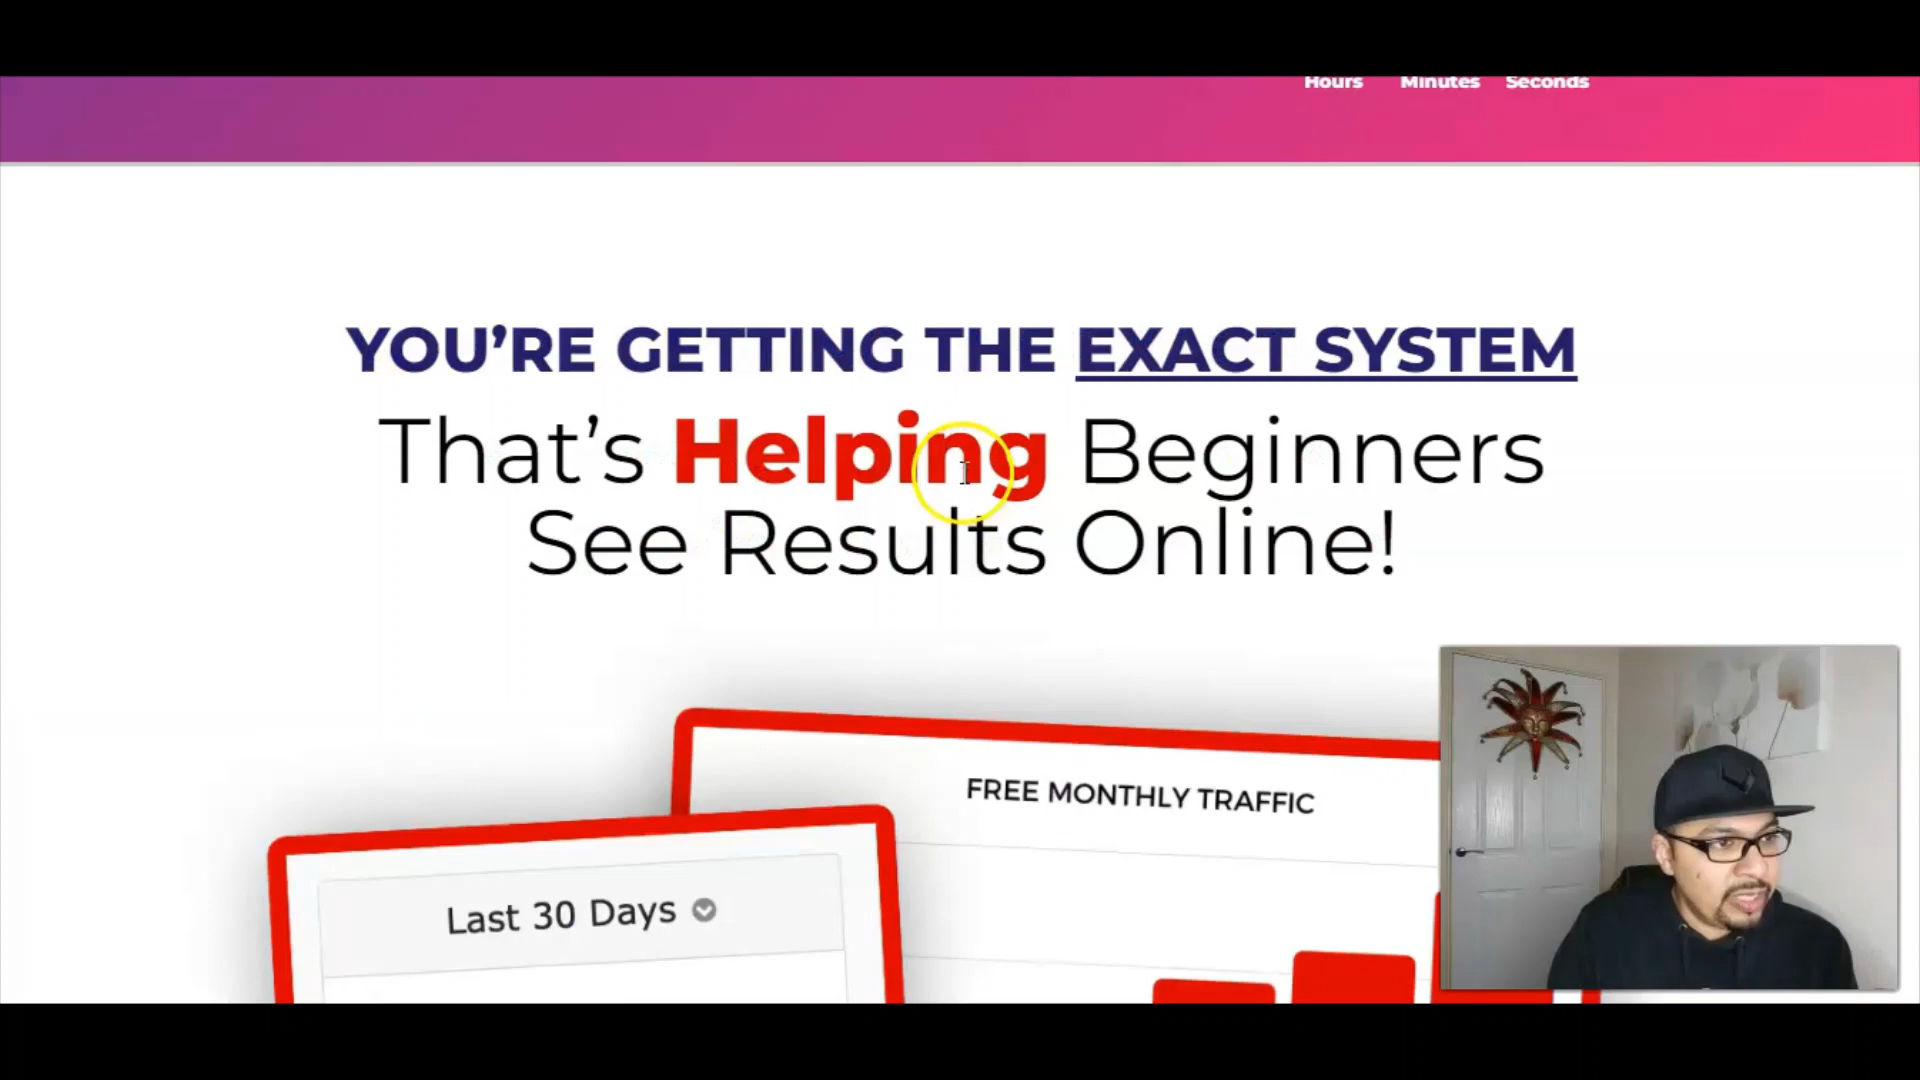 Hours Minutes Seconds
YOU’RE GETTING THE EXACT SYSTEM
That’s Helping Beginners
See Results Online!
FREE MONTHLY TRAFFIC
Last 30 Days